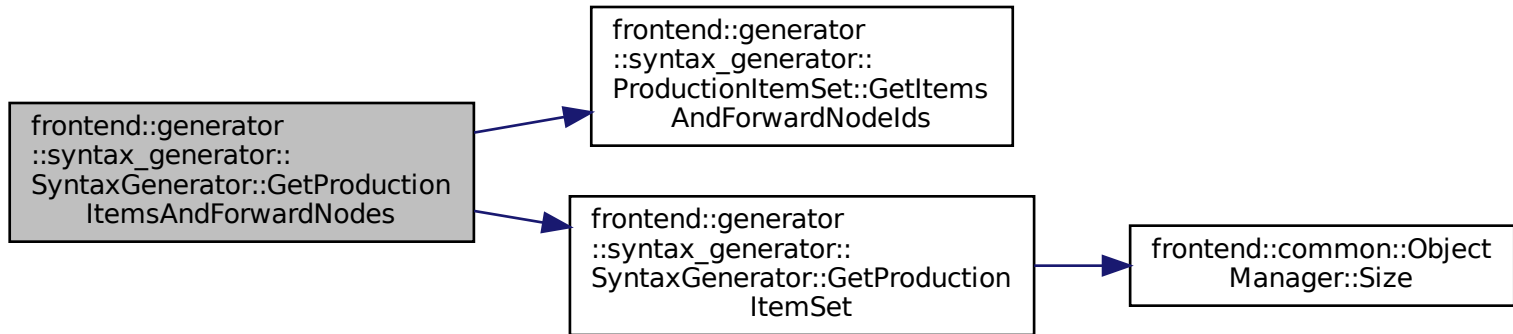 frontend::generator
::syntax_generator::
SyntaxGenerator::GetProduction
ItemsAndForwardNodes
frontend::generator
::syntax_generator::
ProductionItemSet::GetItems
AndForwardNodeIds
frontend::generator
::syntax_generator::
SyntaxGenerator::GetProduction
ItemSet
frontend::common::Object
Manager::Size